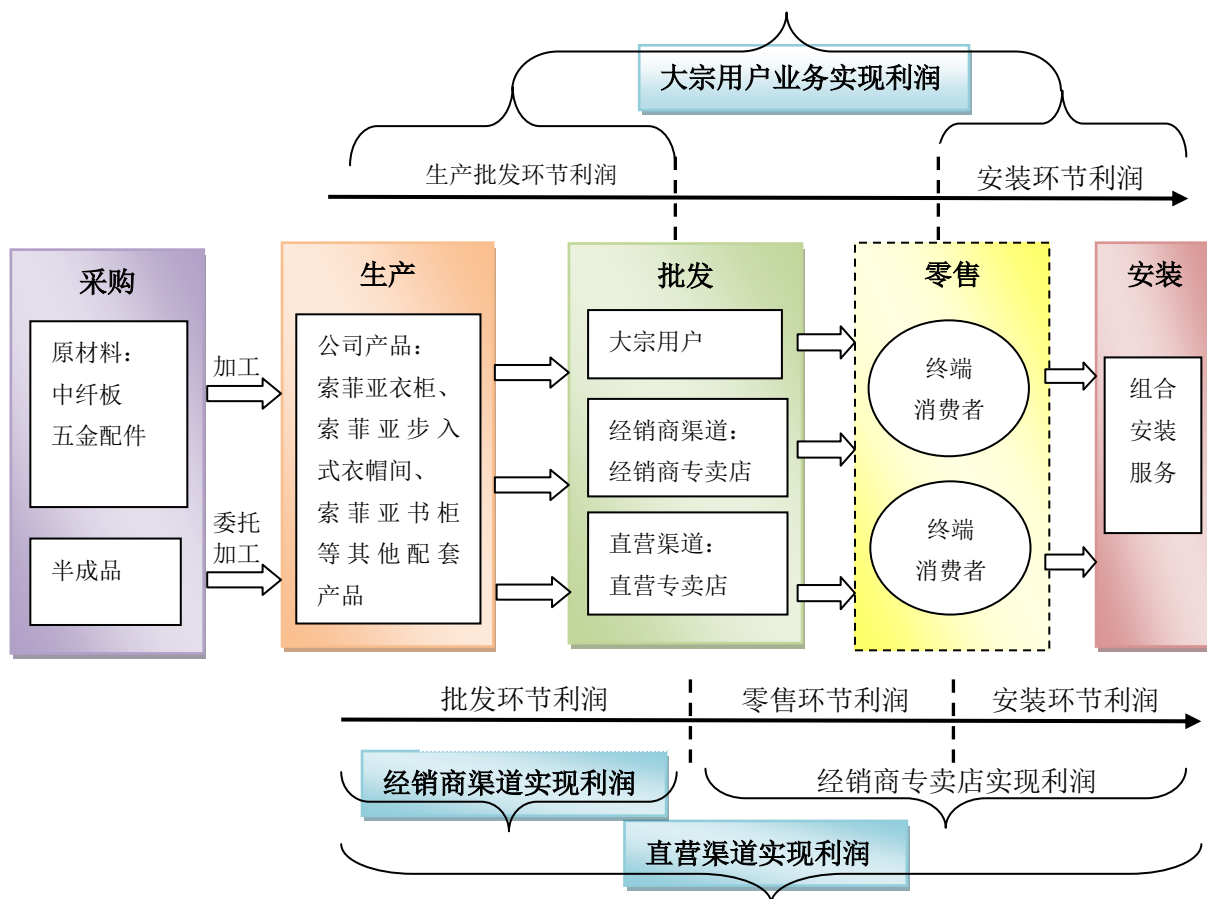 大宗用户业务实现利润
生产批发环节利润
安装环节利润
采购
原材料：
中纤板
五金配件
半成品
加工
委托
加工
生产
公司产品：
索菲亚衣柜、
索菲亚步入
式衣帽间、
索菲亚书柜
等其他配套
产品
批发
大宗用户
经销商渠道：
经销商专卖店
直营渠道：
直营专卖店
零售
终端
消费者
终端
消费者
安装
组合
安装
服务
批发环节利润
零售环节利润
安装环节利润
经销商渠道实现利润
经销商专卖店实现利润
直营渠道实现利润